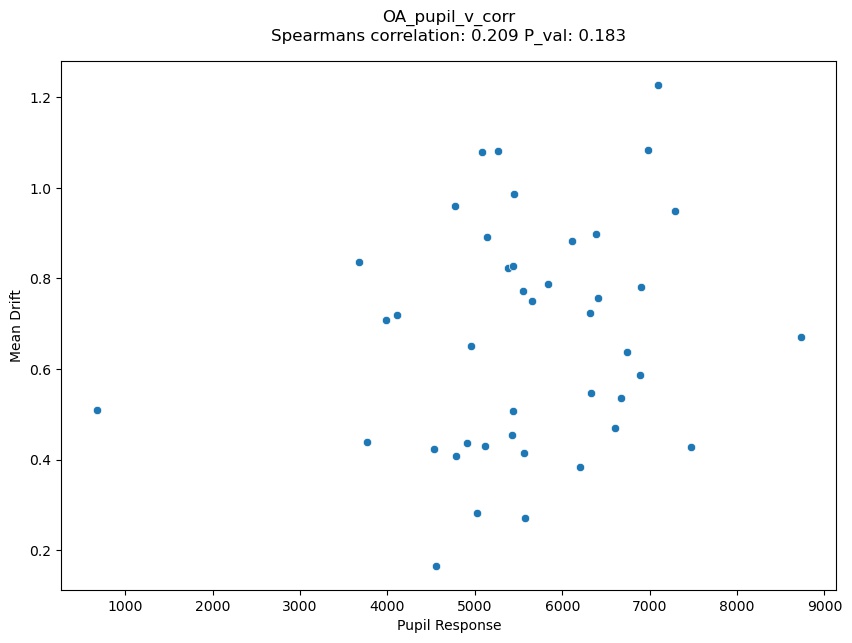 OA_pupil_v_corr
Spearmans correlation: 0.209 P_val: 0.183
1.2
1.0
0.8
0.6
0.4
0.2
Mean Drift
1000 2000 3000 4000 5000 6000 7000 8000 9000
Pupil Response